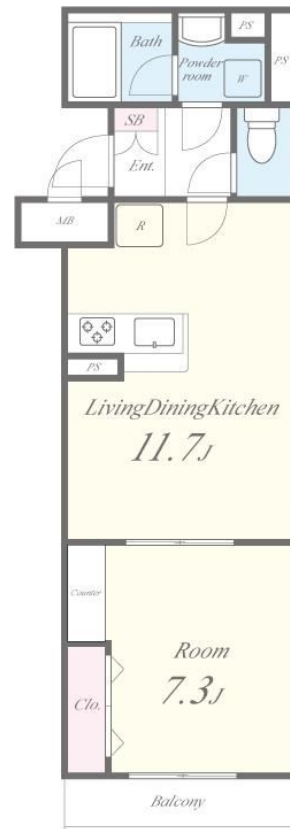 PS
Bath
Powder
room
PS
W
SB
Ent.
MB
R
PS
LivingDiningKitchen
11.7J
Counter
Room
7.3J
Clo.
Balcony